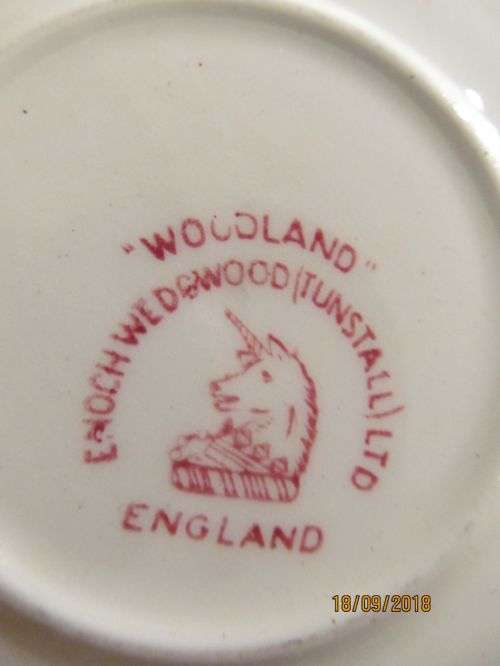 "WOODLAND"
ENOCH WEDGWOOD (TUNSTALL) LTD
ENGLAND
18/09/2018